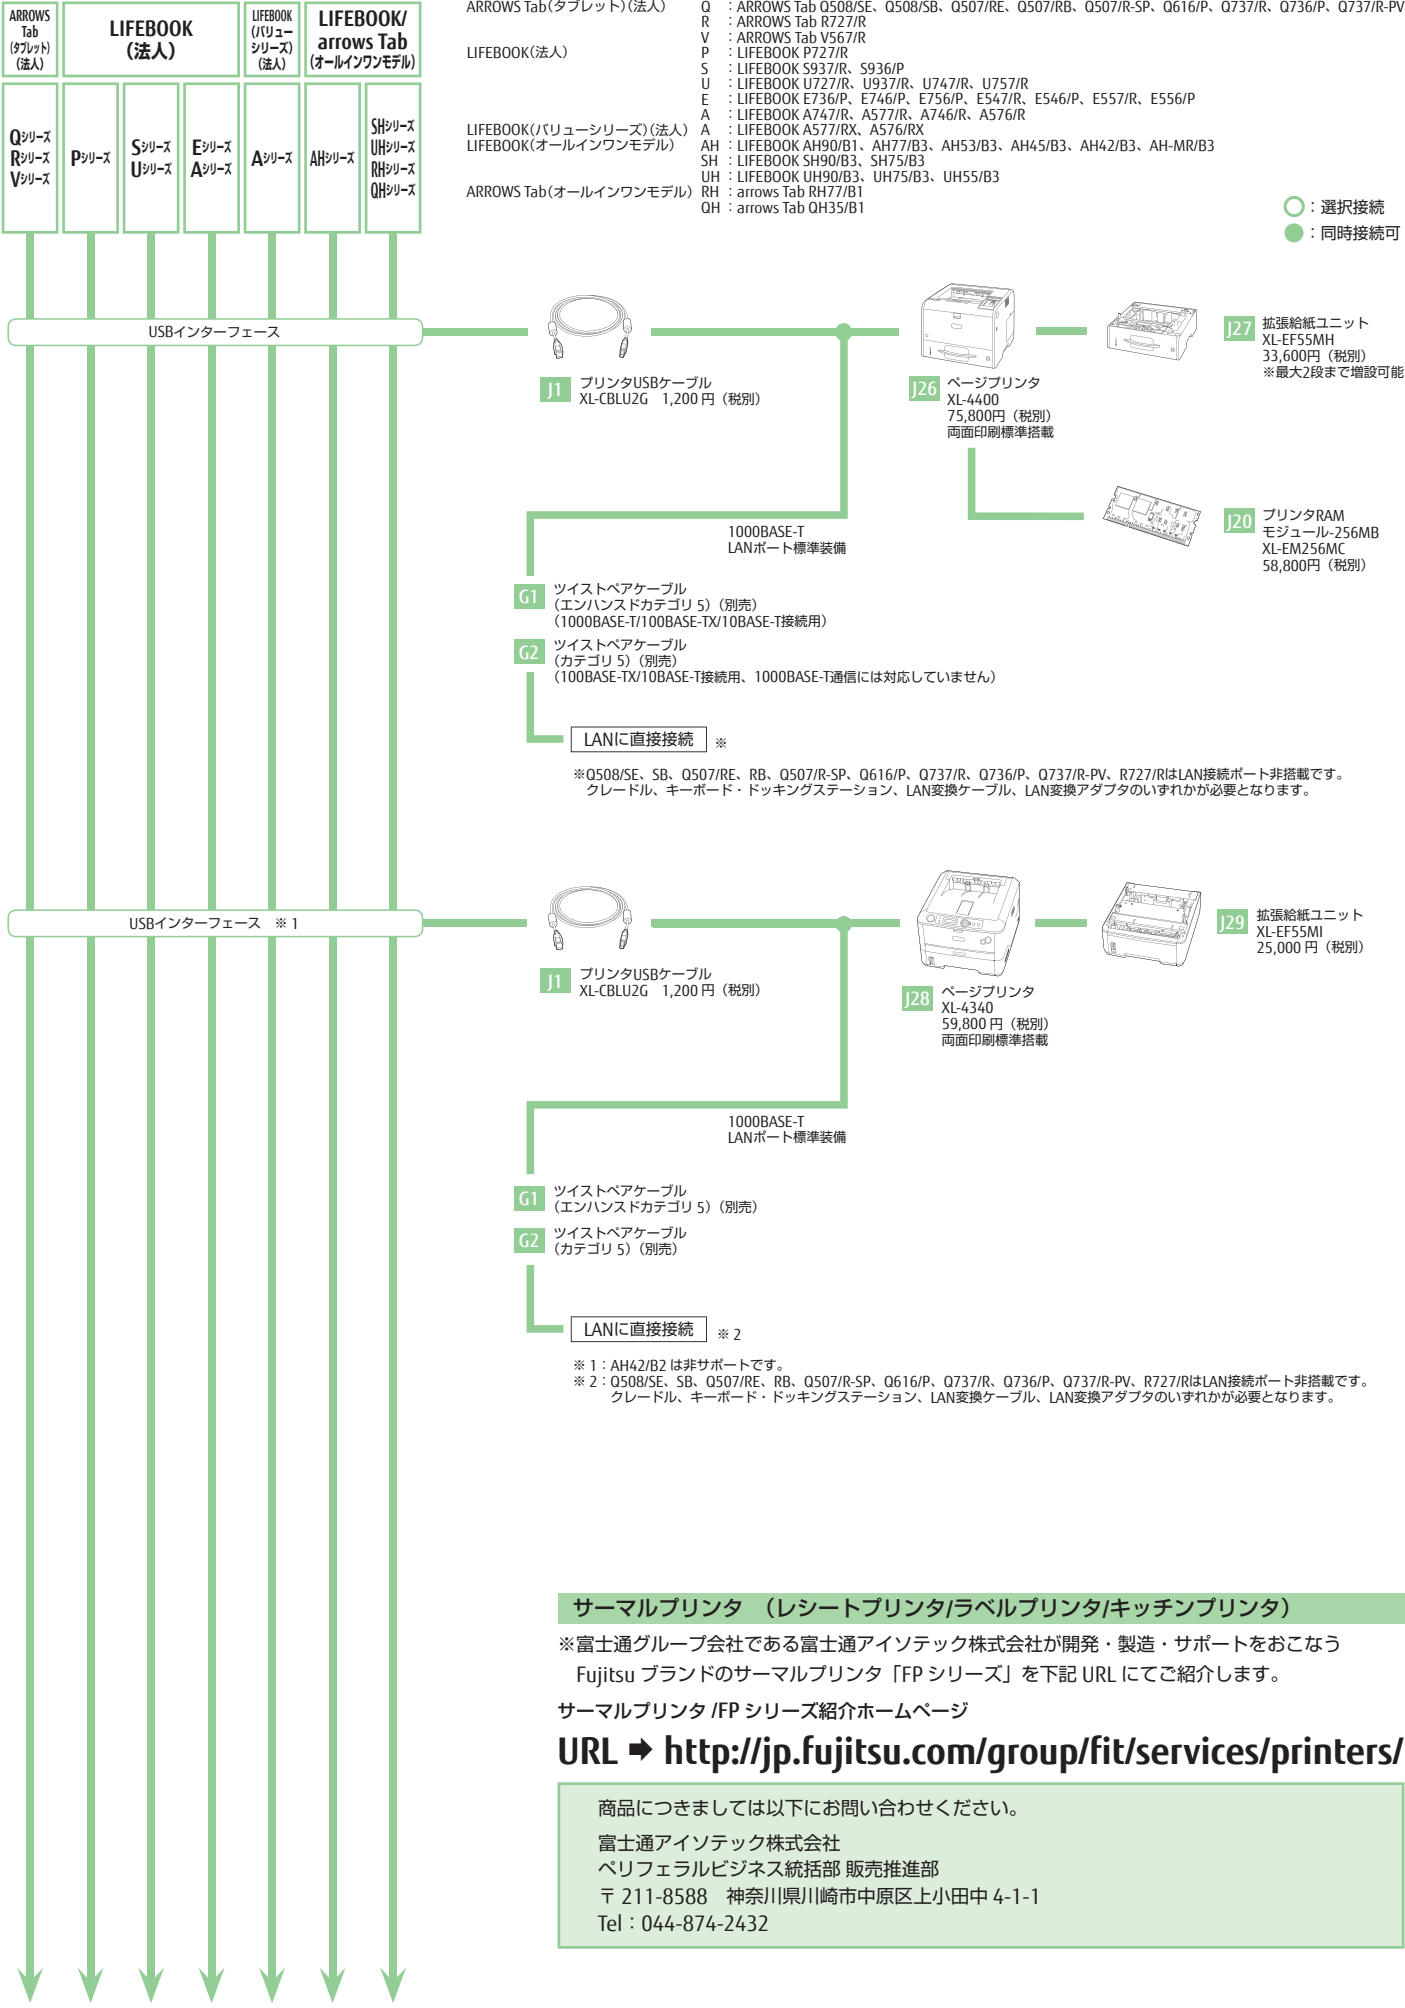 ARROWS
Tab
(タブレット)
(法人)
LIFEBOOK
(法人)
LIFEBOOK
(バリュー
シリーズ)
(法人)
LIFEBOOK/
arrows Tab
(オールインワンモデル)
Qシリーズ
Rシリーズ
Vシリーズ
Pシリーズ
Sシリーズ
Uシリーズ
Eシリーズ
Aシリーズ
Aシリーズ
AHシリーズ
SHシリーズ
UHシリーズ
RHシリーズ
QHシリーズ
ARROWS Tab(タブレット)(法人) Q :ARROWS Tab Q508/SE、Q508/SB、Q507/RE、Q507/RB、Q507/R-SP、Q616/P、Q737/R、Q736/P、Q737/R-PV
R :ARROWS Tab R727/R
V :ARROWS Tab V567/R
LIFEBOOK(法人) P :LIFEBOOK P727/R
S :LIFEBOOK S937/R、S936/P
U :LIFEBOOK U727/R、U937/R、U747/R、U757/R
E :LIFEBOOK E736/P、E746/P、E756/P、E547/R、E546/P、E557/R、E556/P
A :LIFEBOOK A747/R、A577/R、A746/R、A576/R
LIFEBOOK(バリューシリーズ)(法人) A :LIFEBOOK A577/RX、A576/RX
LIFEBOOK(オールインワンモデル) AH :LIFEBOOK AH90/B1、AH77/B3、AH53/B3、AH45/B3、AH42/B3、AH-MR/B3
SH :LIFEBOOK SH90/B3、SH75/B3
UH :LIFEBOOK UH90/B3、UH75/B3、UH55/B3
ARROWS Tab(オールインワンモデル) RH :arrows Tab RH77/B1
QH :arrows Tab QH35/B1
:選択接続
:同時接続可
USBインターフェース
J1 プリンタUSBケーブル
XL-CBLU2G 1,200 円(税別)
J26 ページプリンタ
XL-4400
75,800円(税別)
両面印刷標準搭載
J27 拡張給紙ユニット
XL-EF55MH
33,600円(税別)
※最大2段まで増設可能
J20 プリンタRAM
モジュール-256MB
XL-EM256MC
58,800円(税別)
1000BASE-T
LANポート標準装備
G1 ツイストペアケーブル
(エンハンスドカテゴリ 5)(別売)
(1000BASE-T/100BASE-TX/10BASE-T接続用)
G2 ツイストペアケーブル
(カテゴリ 5)(別売)
(100BASE-TX/10BASE-T接続用、1000BASE-T通信には対応していません)
LANに直接接続 ※
※Q508/SE、SB、Q507/RE、RB、Q507/R-SP、Q616/P、Q737/R、Q736/P、Q737/R-PV、R727/RはLAN接続ポート非搭載です。
クレードル、キーボード・ドッキングステーション、LAN変換ケーブル、LAN変換アダプタのいずれかが必要となります。
USBインターフェース ※ 1
J1 プリンタUSBケーブル
XL-CBLU2G 1,200 円(税別)
J28 ページプリンタ
XL-4340
59,800 円(税別)
両面印刷標準搭載
J29 拡張給紙ユニット
XL-EF55MI
25,000 円(税別)
1000BASE-T
LANポート標準装備
G1 ツイストペアケーブル
(エンハンスドカテゴリ 5)(別売)
G2 ツイストペアケーブル
(カテゴリ 5)(別売)
LANに直接接続 ※ 2
※ 1:AH42/B2 は非サポートです。
※ 2:Q508/SE、SB、Q507/RE、RB、Q507/R-SP、Q616/P、Q737/R、Q736/P、Q737/R-PV、R727/RはLAN接続ポート非搭載です。
クレードル、キーボード・ドッキングステーション、LAN変換ケーブル、LAN変換アダプタのいずれかが必要となります。
サーマルプリンタ (レシートプリンタ/ラベルプリンタ/キッチンプリンタ)
※富士通グループ会社である富士通アイソテック株式会社が開発・製造・サポートをおこなう
Fujitsu ブランドのサーマルプリンタ「FP シリーズ」を下記 URL にてご紹介します。
サーマルプリンタ /FP シリーズ紹介ホームページ
URL ➡ http://jp.fujitsu.com/group/fit/services/printers/
商品につきましては以下にお問い合わせください。
富士通アイソテック株式会社
ペリフェラルビジネス統括部 販売推進部
〒 211-8588 神奈川県川崎市中原区上小田中 4-1-1
Tel:044-874-2432